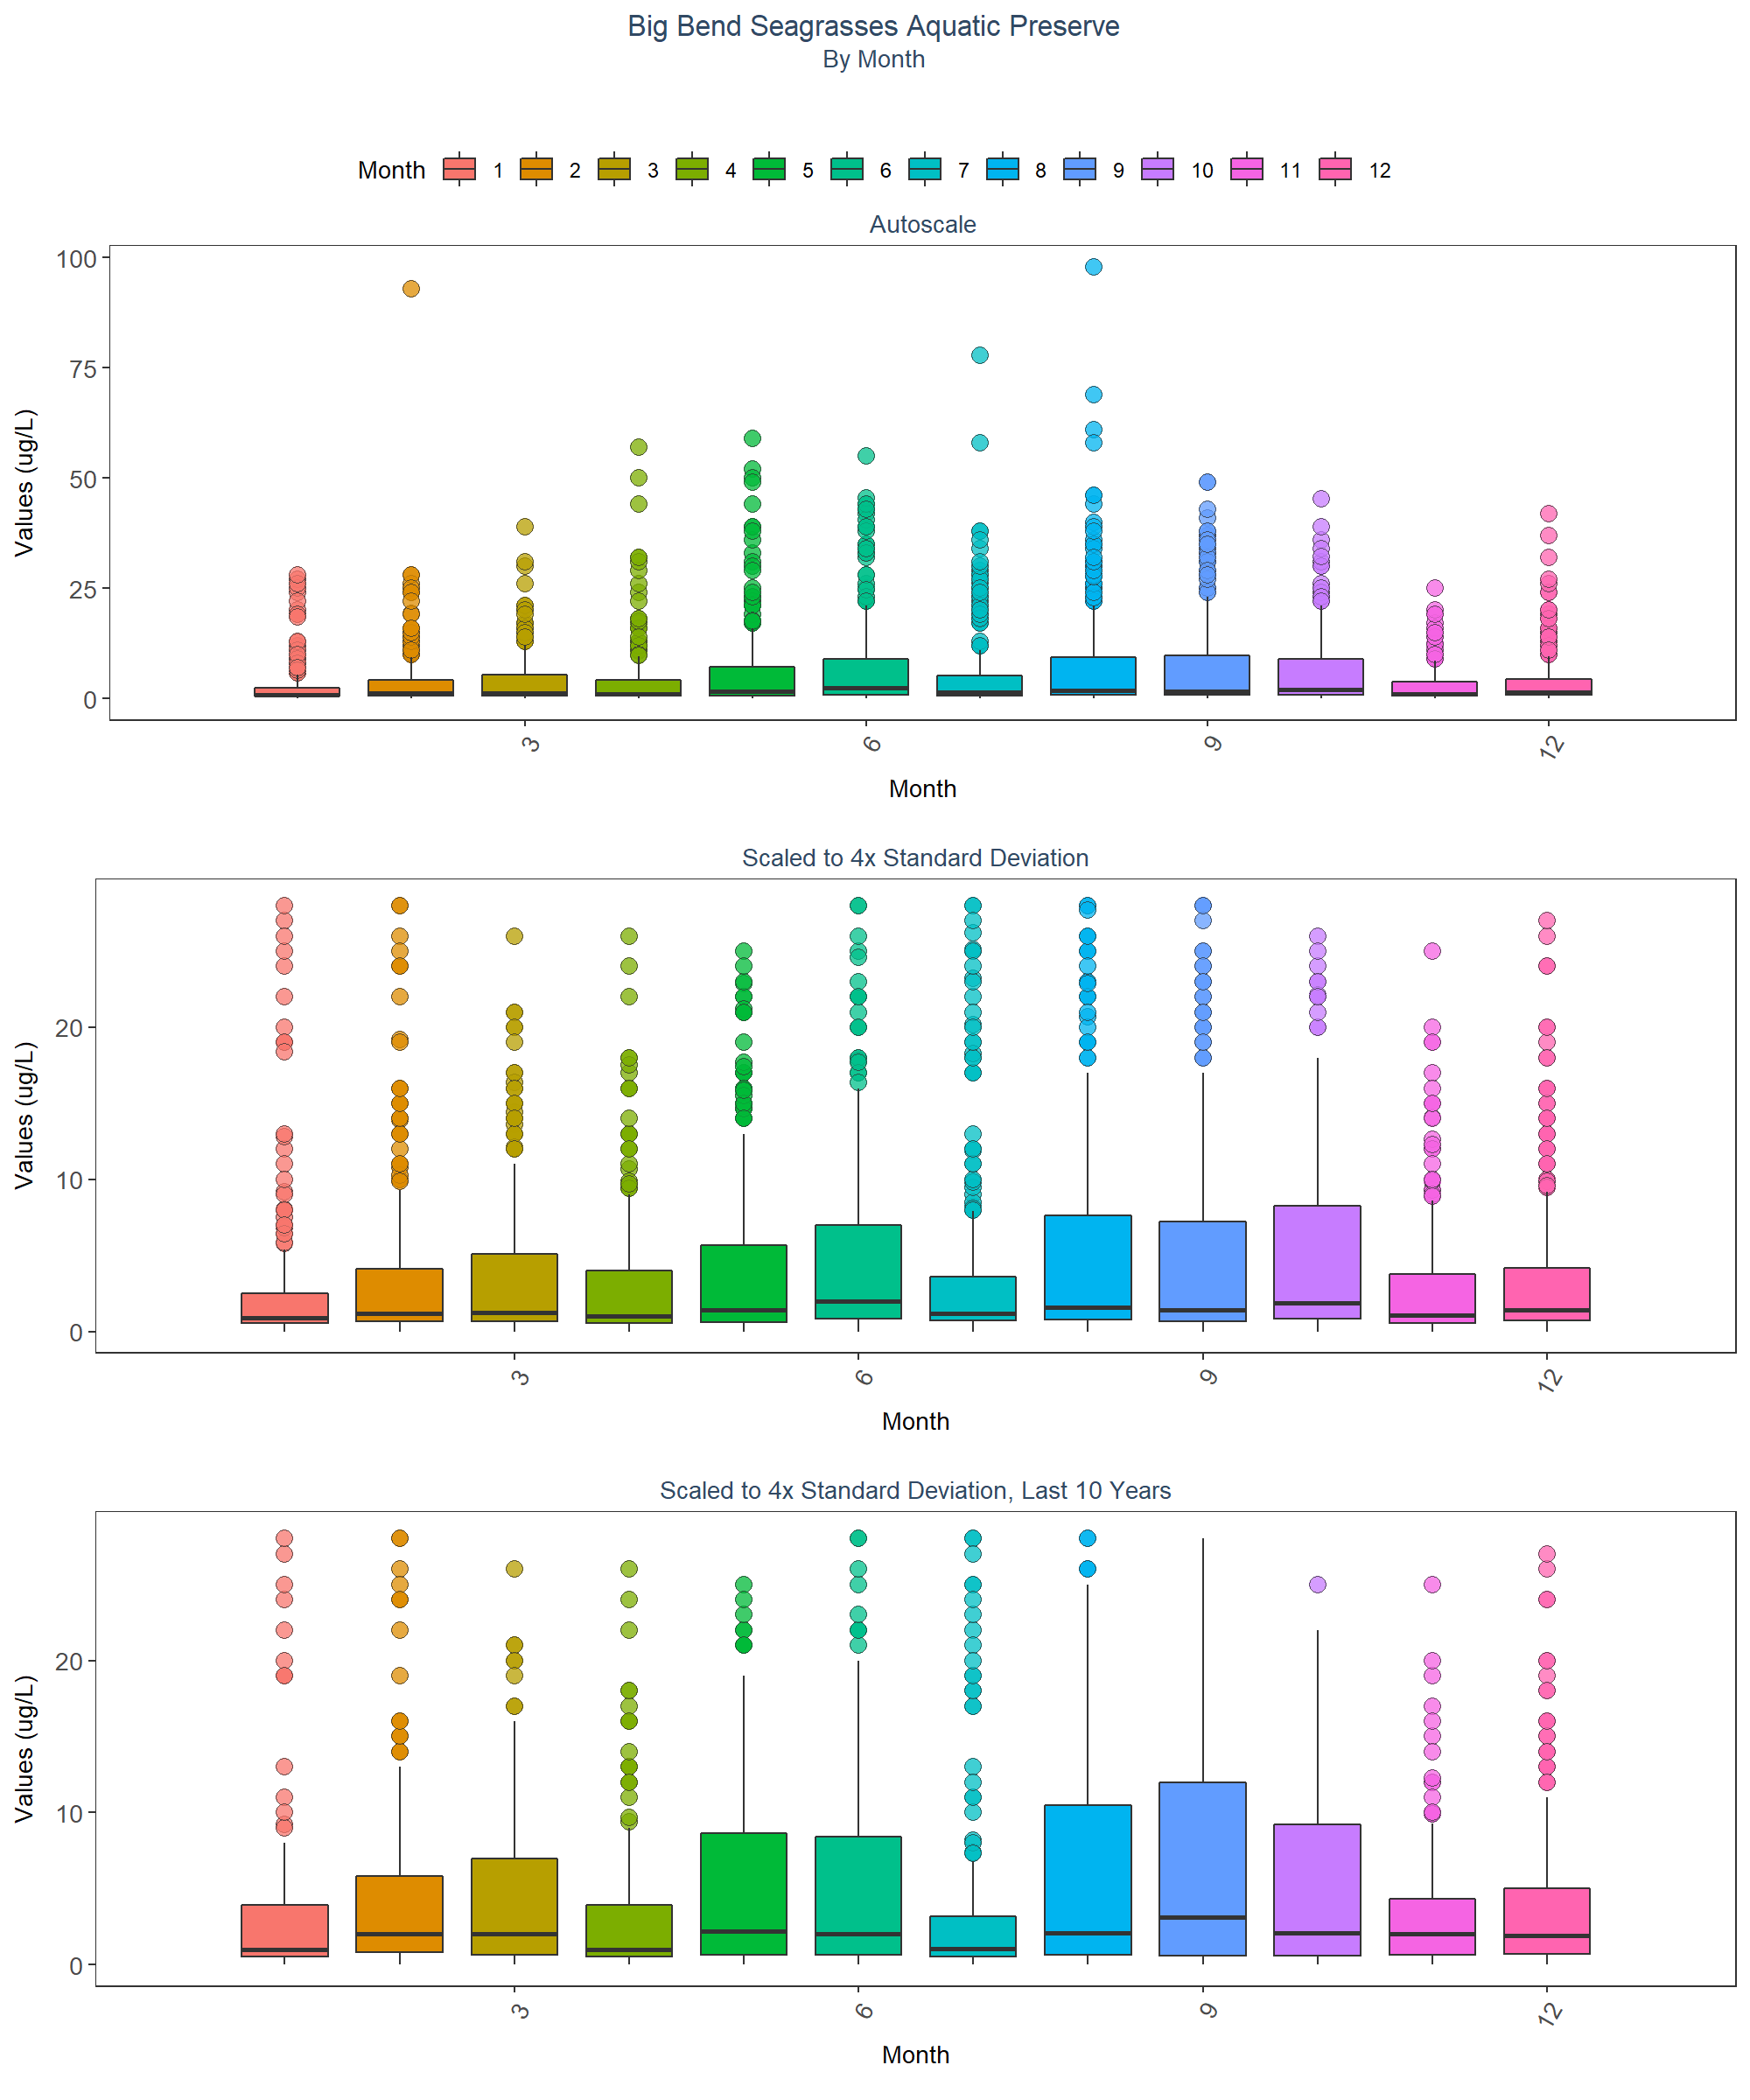 Big Bend Seagrasses Aquatic Preserve
By Month
Month 1 2 3 4 5 6 7 8 9 10 11 12
Autoscale
Values (ug/L)
100
75
50
25
0
3 6 9 12
Month
Scaled to 4x Standard Deviation
Values (ug/L)
20
10
0
3 6 9 12
Month
Scaled to 4x Standard Deviation, Last 10 Years
Values (ug/L)
20
10
0
3 6 9 12
Month